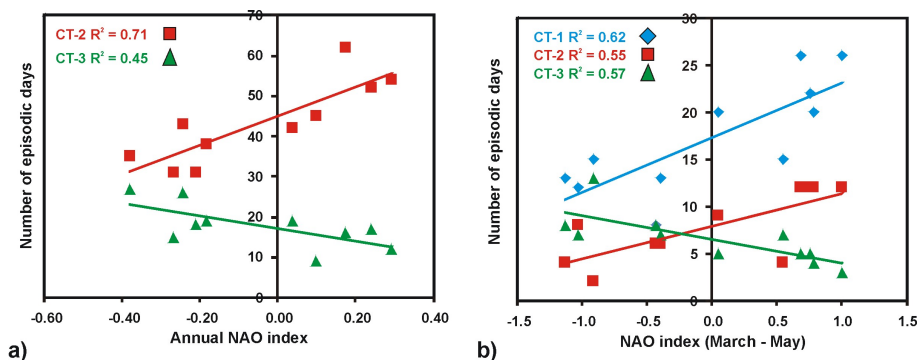 CT-2 R² = 0.71
CT-3 R² = 0.45
Number of episodic days
70
60
50
40
30
20
10
0
-0.60
-0.40
-0.20
0.00
0.20
0.40
Annual NAO index
a)
CT-1 R² = 0.62
CT-2 R² = 0.55
CT-3 R² = 0.57
Number of episodic days
30
25
20
15
10
5
0
-1.5
-1.0
-0.5
0.0
0.5
1.0
1.5
NAO index (March - May)
b)